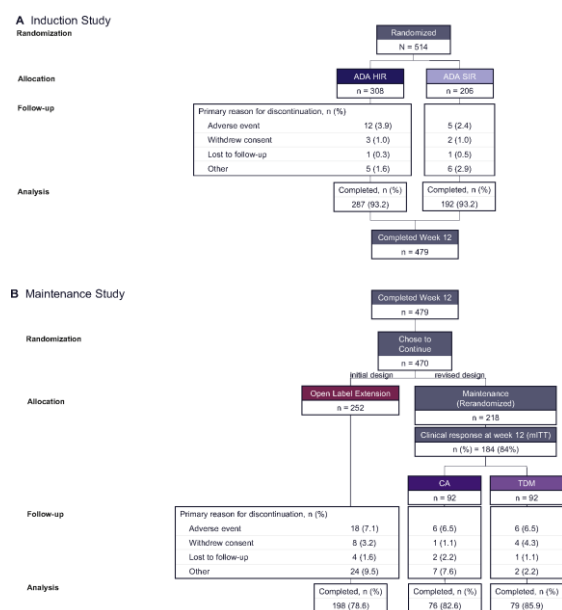 A Induction Study
Randomization
Randomized
N = 514
Allocation
ADA HIR
ADA SIR
n = 308
n = 206
Follow-up
Primary reason for discontinuation, n (%)
Adverse event 12 (3.9) 5 (2.4)
Withdrew consent 3 (1.0) 2 (1.0)
Lost to follow-up 1 (0.3) 1 (0.5)
Other 5 (1.6) 6 (2.9)
Analysis
Completed, n (%)
Completed, n (%)
287 (93.2)
192 (93.2)
Completed Week 12
n = 479
B Maintenance Study
Completed Week 12
n = 479
Randomization
Chose to
Continue
n = 470
initial design
revised design
Allocation
Open Label Extension
n = 252
Maintenance
(Rerandomized)
n = 218
Clinical response at week 12 (mITT)
n (%) = 184 (84%)
CA
TDM
n = 92
n = 92
Follow-up
Primary reason for discontinuation, n (%)
Adverse event 18 (7.1) 6 (6.5) 6 (6.5)
Withdrew consent 8 (3.2) 1 (1.1) 4 (4.3)
Lost to follow-up 4 (1.6) 2 (2.2) 1 (1.1)
Other 24 (9.5) 7 (7.6) 2 (2.2)
Analysis
Completed, n (%)
Completed, n (%)
Completed, n (%)
198 (78.6)
76 (82.6)
79 (85.9)